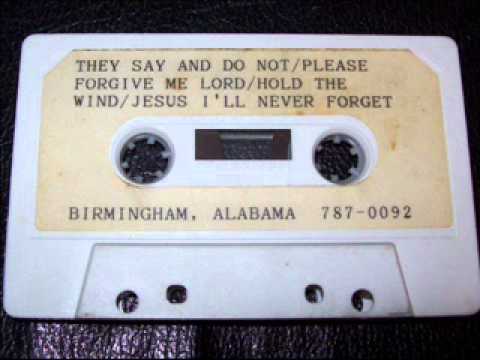 THEY SAY AND DO NOT/PLEASE
FORGIVE ME LORD/HOLD THE
WIND/JESUS I'LL NEVER FORGET
BIRMINGHAM, ALABAMA 787-0092